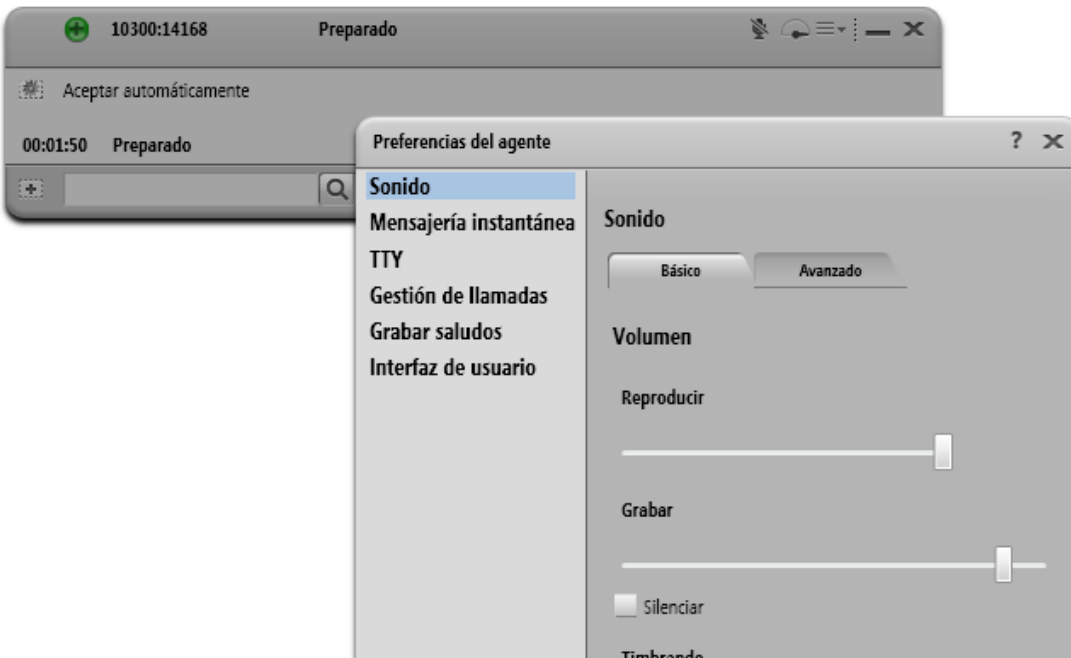 10300:14168 Preparado
Aceptar automáticamente
00:01:50 Preparado
Preferencias del agente ?
Sonido
Mensajería instantánea
TTY
Gestión de llamadas
Grabar saludos
Interfaz de usuario
Sonido
Básico Avanzado
Volumen
Reproducir
Grabar
Silenciar
Timbrando